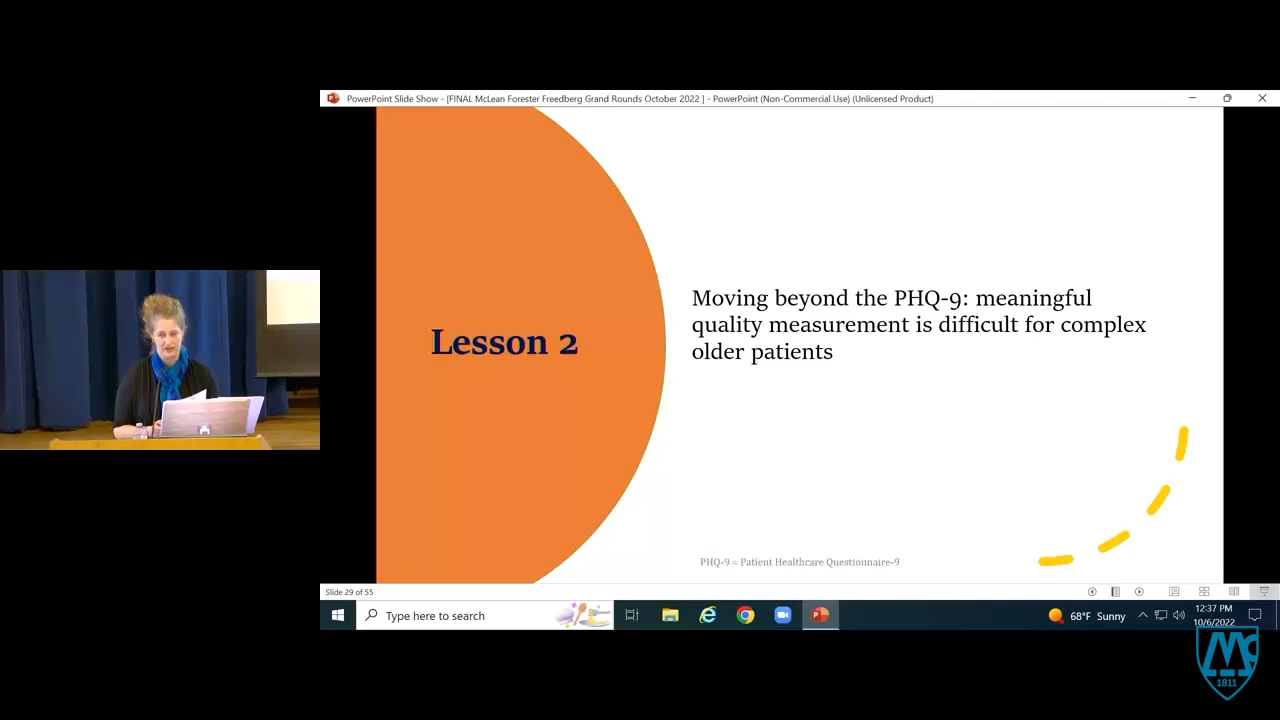 PowerPoint Slide Show - [FINAL McLean Forester Freedberg Grand Rounds October 2022 ] - PowerPoint (Non-Commercial Use) (Unlicensed Product)
Lesson 2
Moving beyond the PHQ-9: meaningful
quality measurement is difficult for complex
older patients
PHQ-9 = Patient Healthcare Questionnaire-9
Slide 29 of 55
Type here to search
68°F Sunny
12:37 PM
10/6/2022
Mc
1811